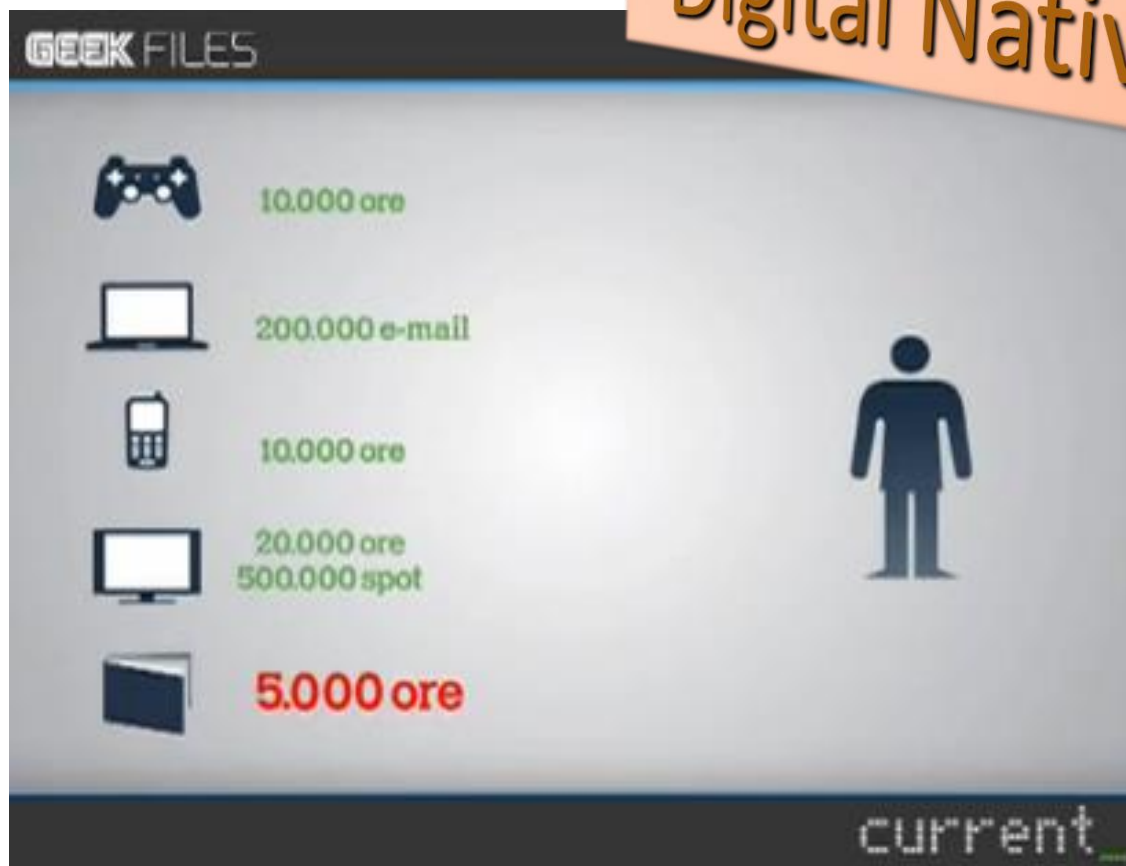 GEEK FILES
Digital Nativ
10.000 ore
200.000 e-mail
10.000 ore
20.000 ore
500.000 spot
5.000 ore
current_